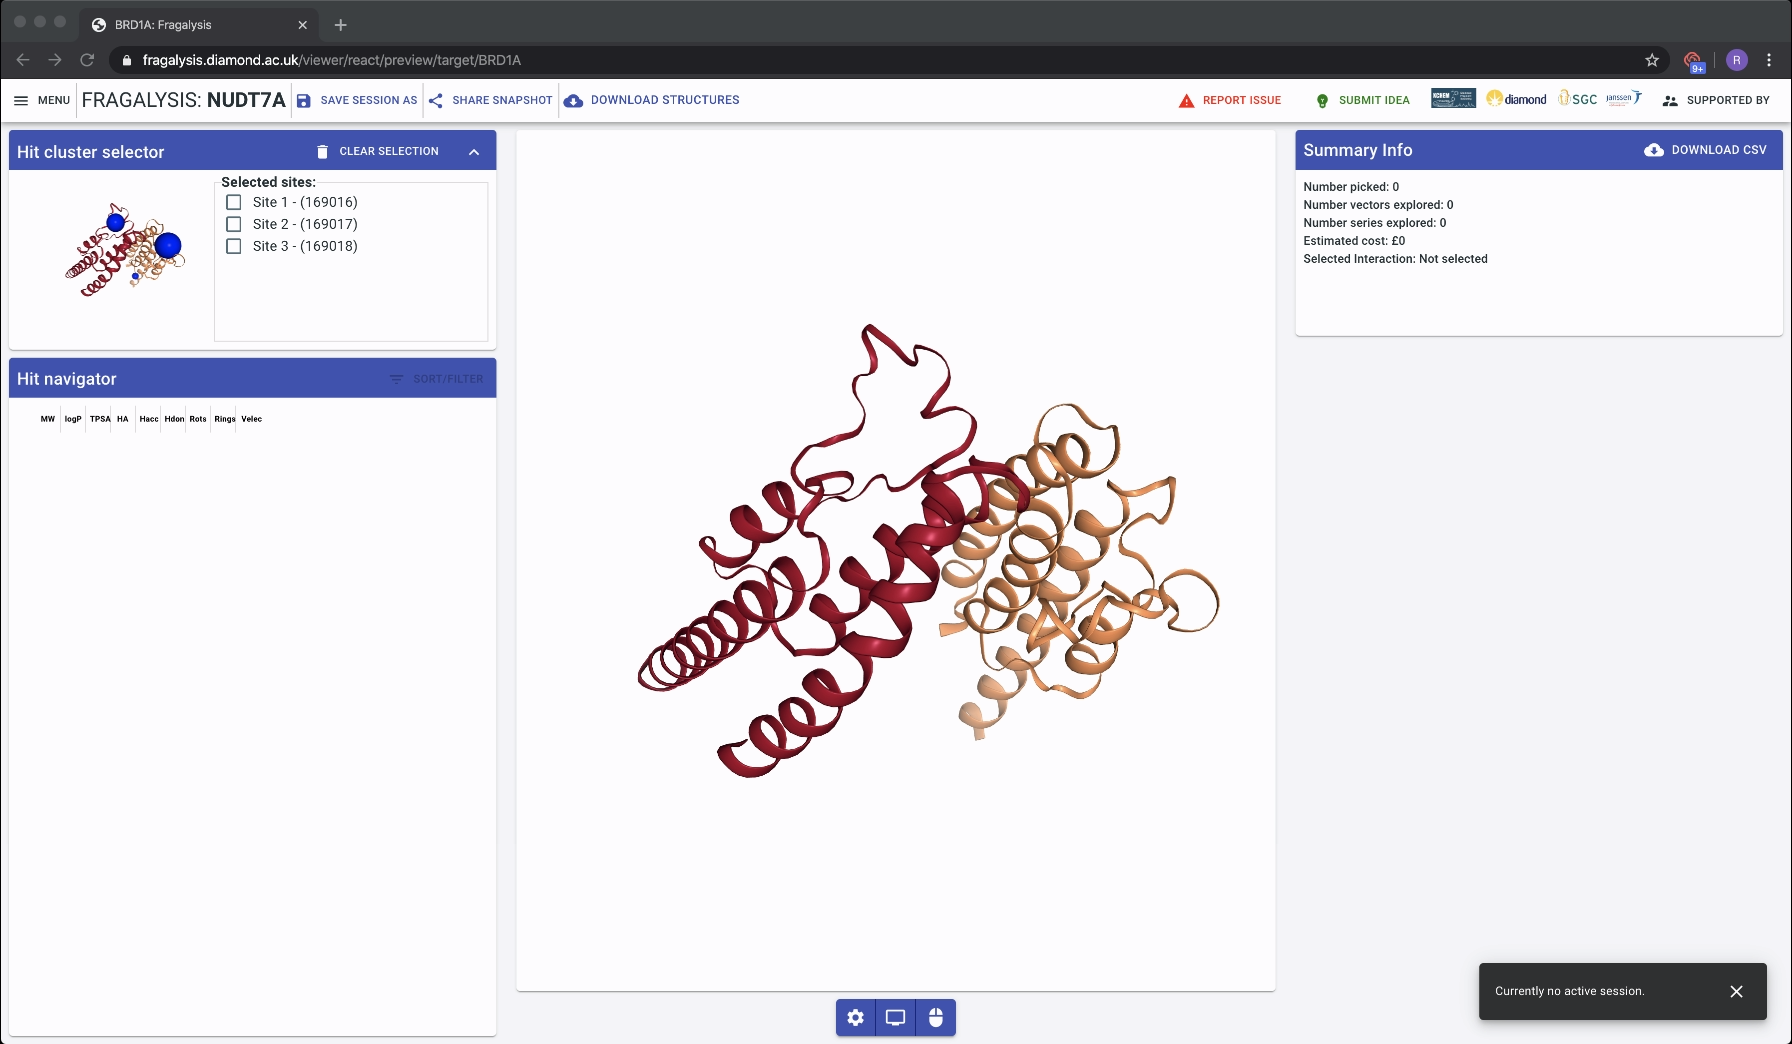 BRD1A: Fragalysis
fragalysis.diamond.ac.uk/viewer/react/preview/target/BRD1A
9+
R
MENU
FRAGALYSIS: NUDT7A
SAVE SESSION AS
SHARE SNAPSHOT
DOWNLOAD STRUCTURES
REPORT ISSUE
SUBMIT IDEA
XCHEM
diamond
SGC
janssen
SUPPORTED BY
Hit cluster selector
CLEAR SELECTION
Selected sites:
Site 1 - (169016)
Site 2 - (169017)
Site 3 - (169018)
Hit navigator
SORT/FILTER
MW logP TPSA HA Hacc Hdon Rots Rings Velec
Summary Info
DOWNLOAD CSV
Number picked: 0
Number vectors explored: 0
Number series explored: 0
Estimated cost: £0
Selected Interaction: Not selected
Currently no active session.